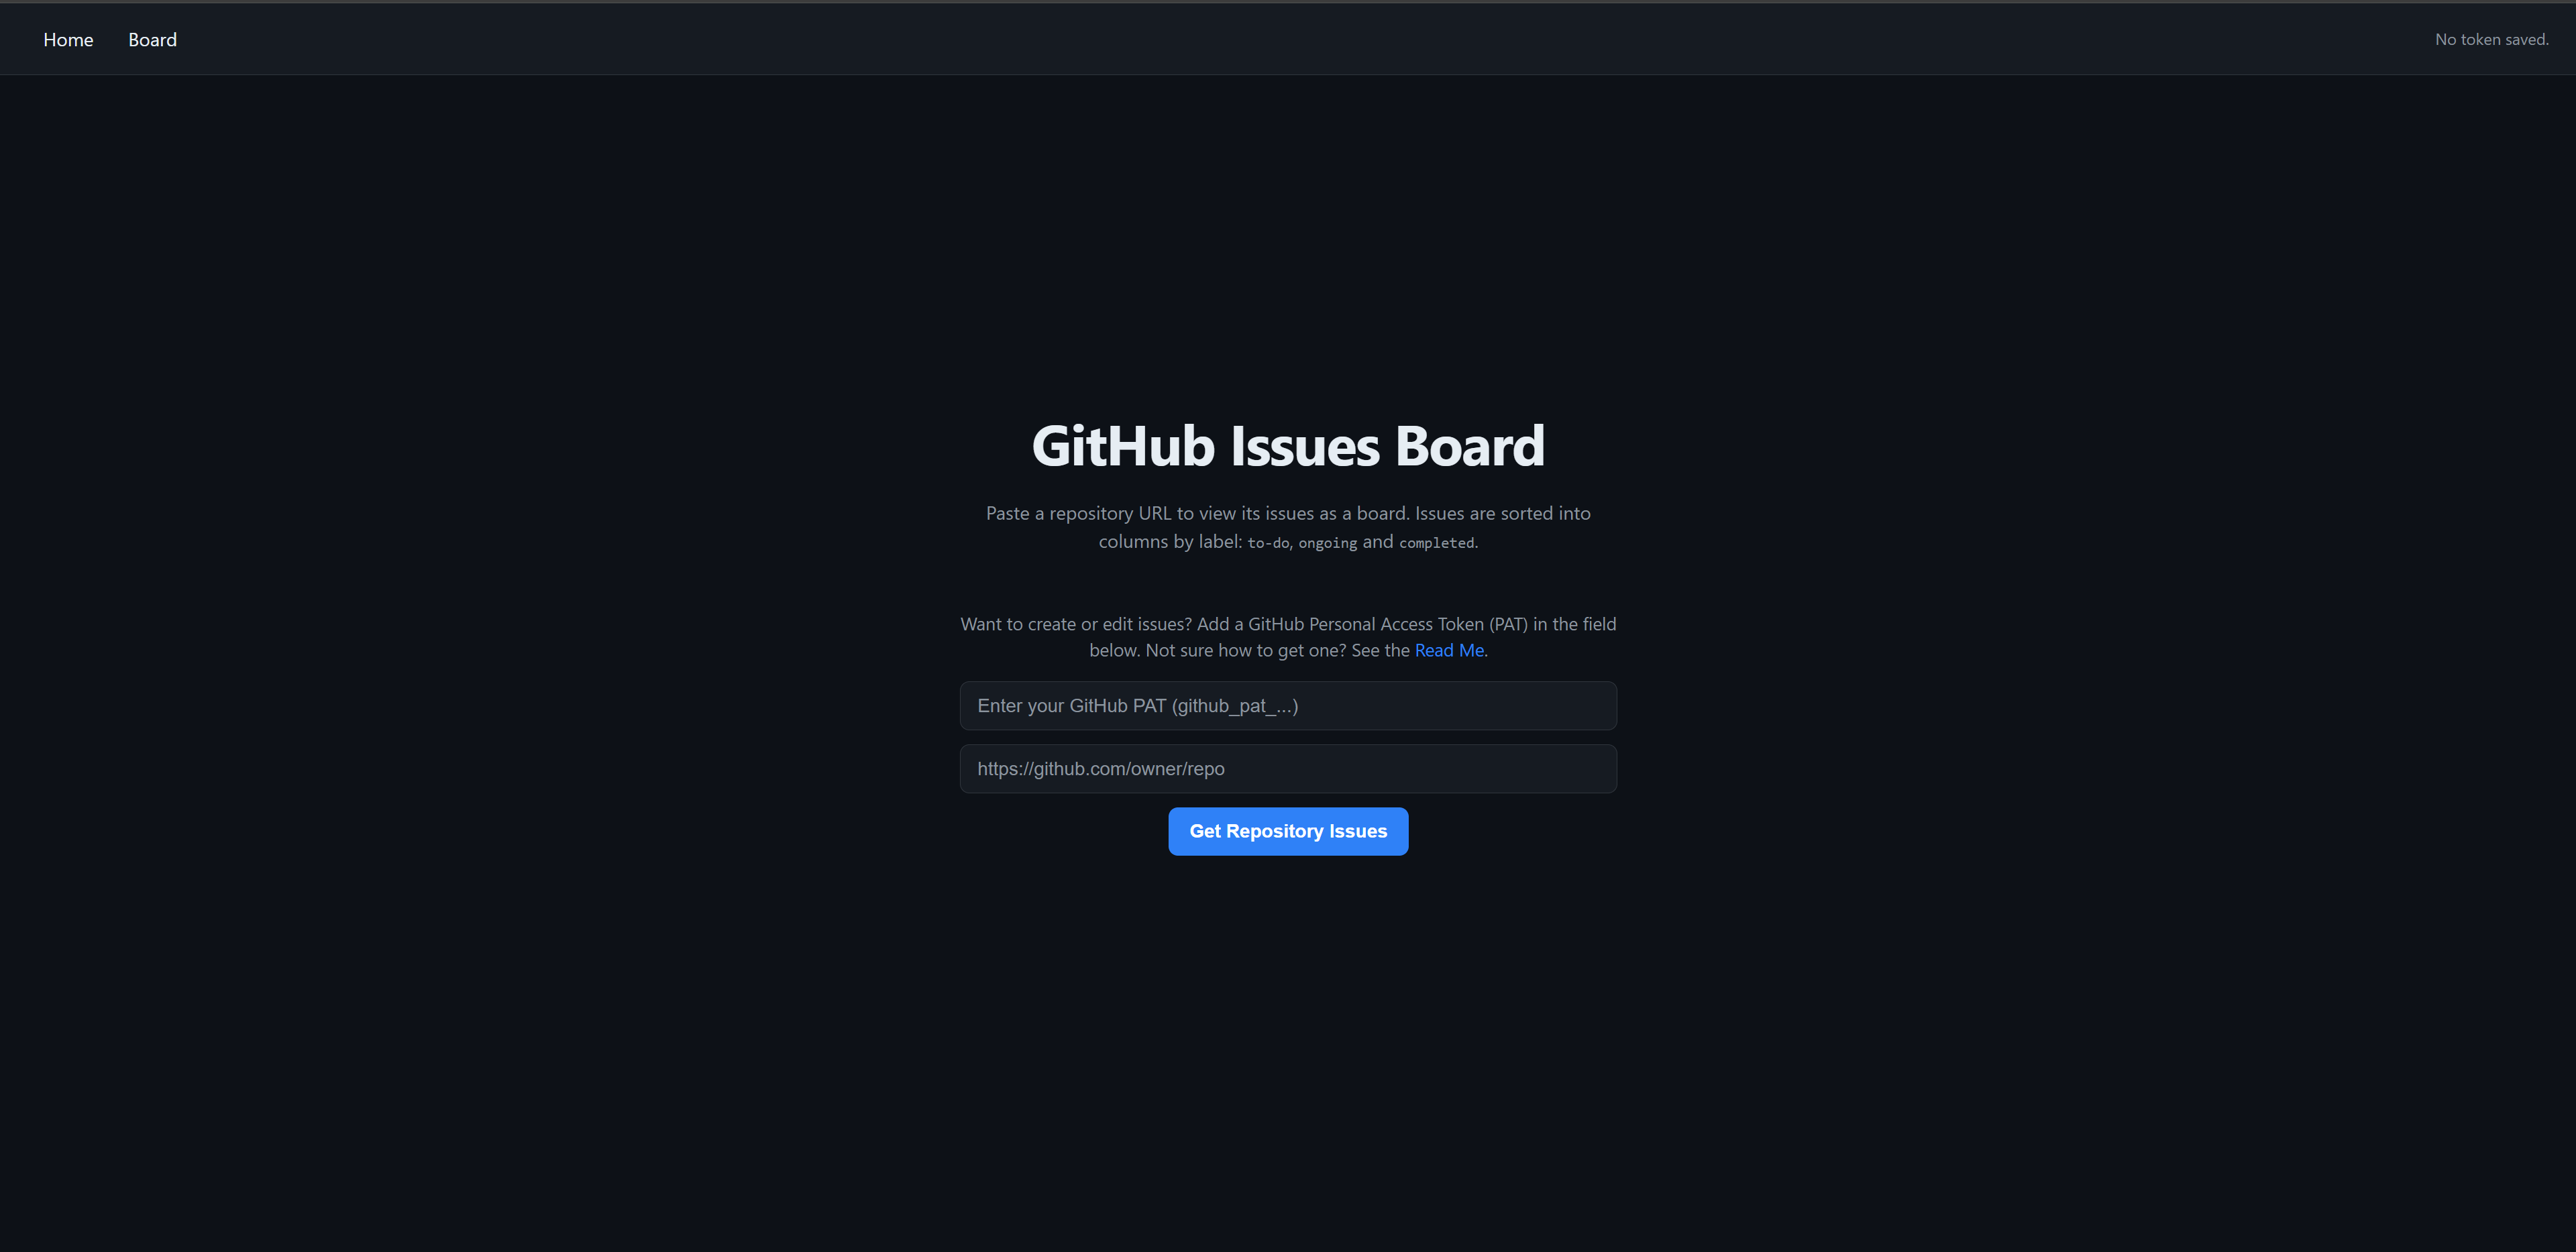 Home Board No token saved.
GitHub Issues Board
Paste a repository URL to view its issues as a board. Issues are sorted into
columns by label: to-do, ongoing and completed.
Want to create or edit issues? Add a GitHub Personal Access Token (PAT) in the field
below. Not sure how to get one? See the Read Me.
Enter your GitHub PAT (github_pat_...)
https://github.com/owner/repo
Get Repository Issues